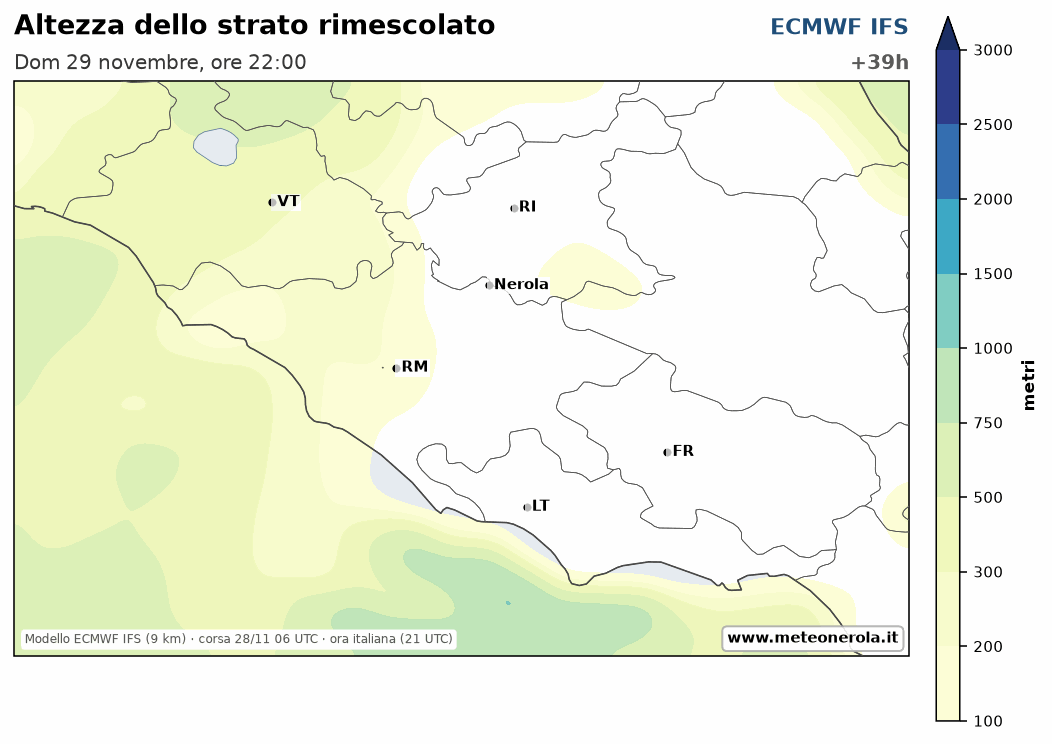 Altezza dello strato rimescolato
ECMWF IFS
Dom 29 novembre, ore 22:00
+39h
VT
RI
Nerola
RM
FR
LT
3000
2500
2000
1500
1000
750
500
300
200
100
metri
Modello ECMWF IFS (9 km) · corsa 28/11 06 UTC · ora italiana (21 UTC)
www.meteonerola.it